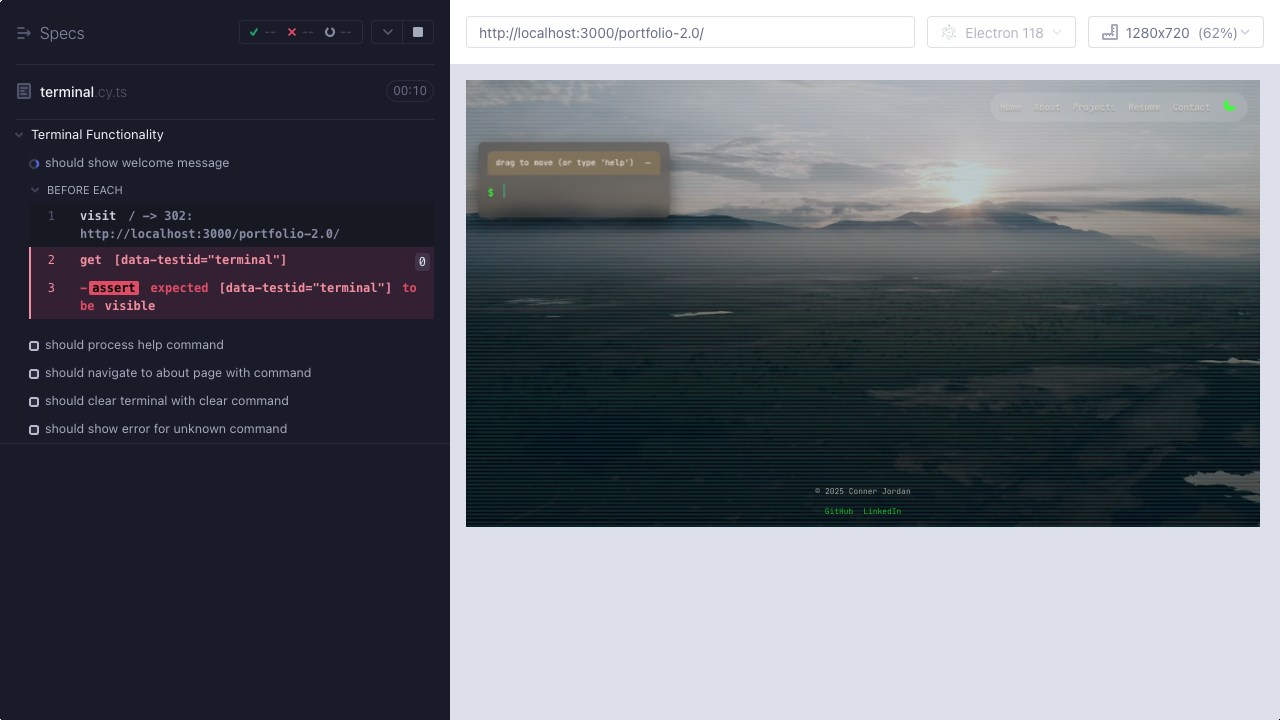 Specs
-- -- --
terminal.cy.ts
00:10
Terminal Functionality
should show welcome message
BEFORE EACH
1 visit / -> 302:
http://localhost:3000/portfolio-2.0/
2 get [data-testid="terminal"] 0
3 -assert expected [data-testid="terminal"] to
be visible
should process help command
should navigate to about page with command
should clear terminal with clear command
should show error for unknown command
http://localhost:3000/portfolio-2.0/
Electron 118
1280x720 (62%)
Home About Projects Resume Contact
drag to move (or type 'help') —
$
© 2025 Conner Jordan
GitHub LinkedIn